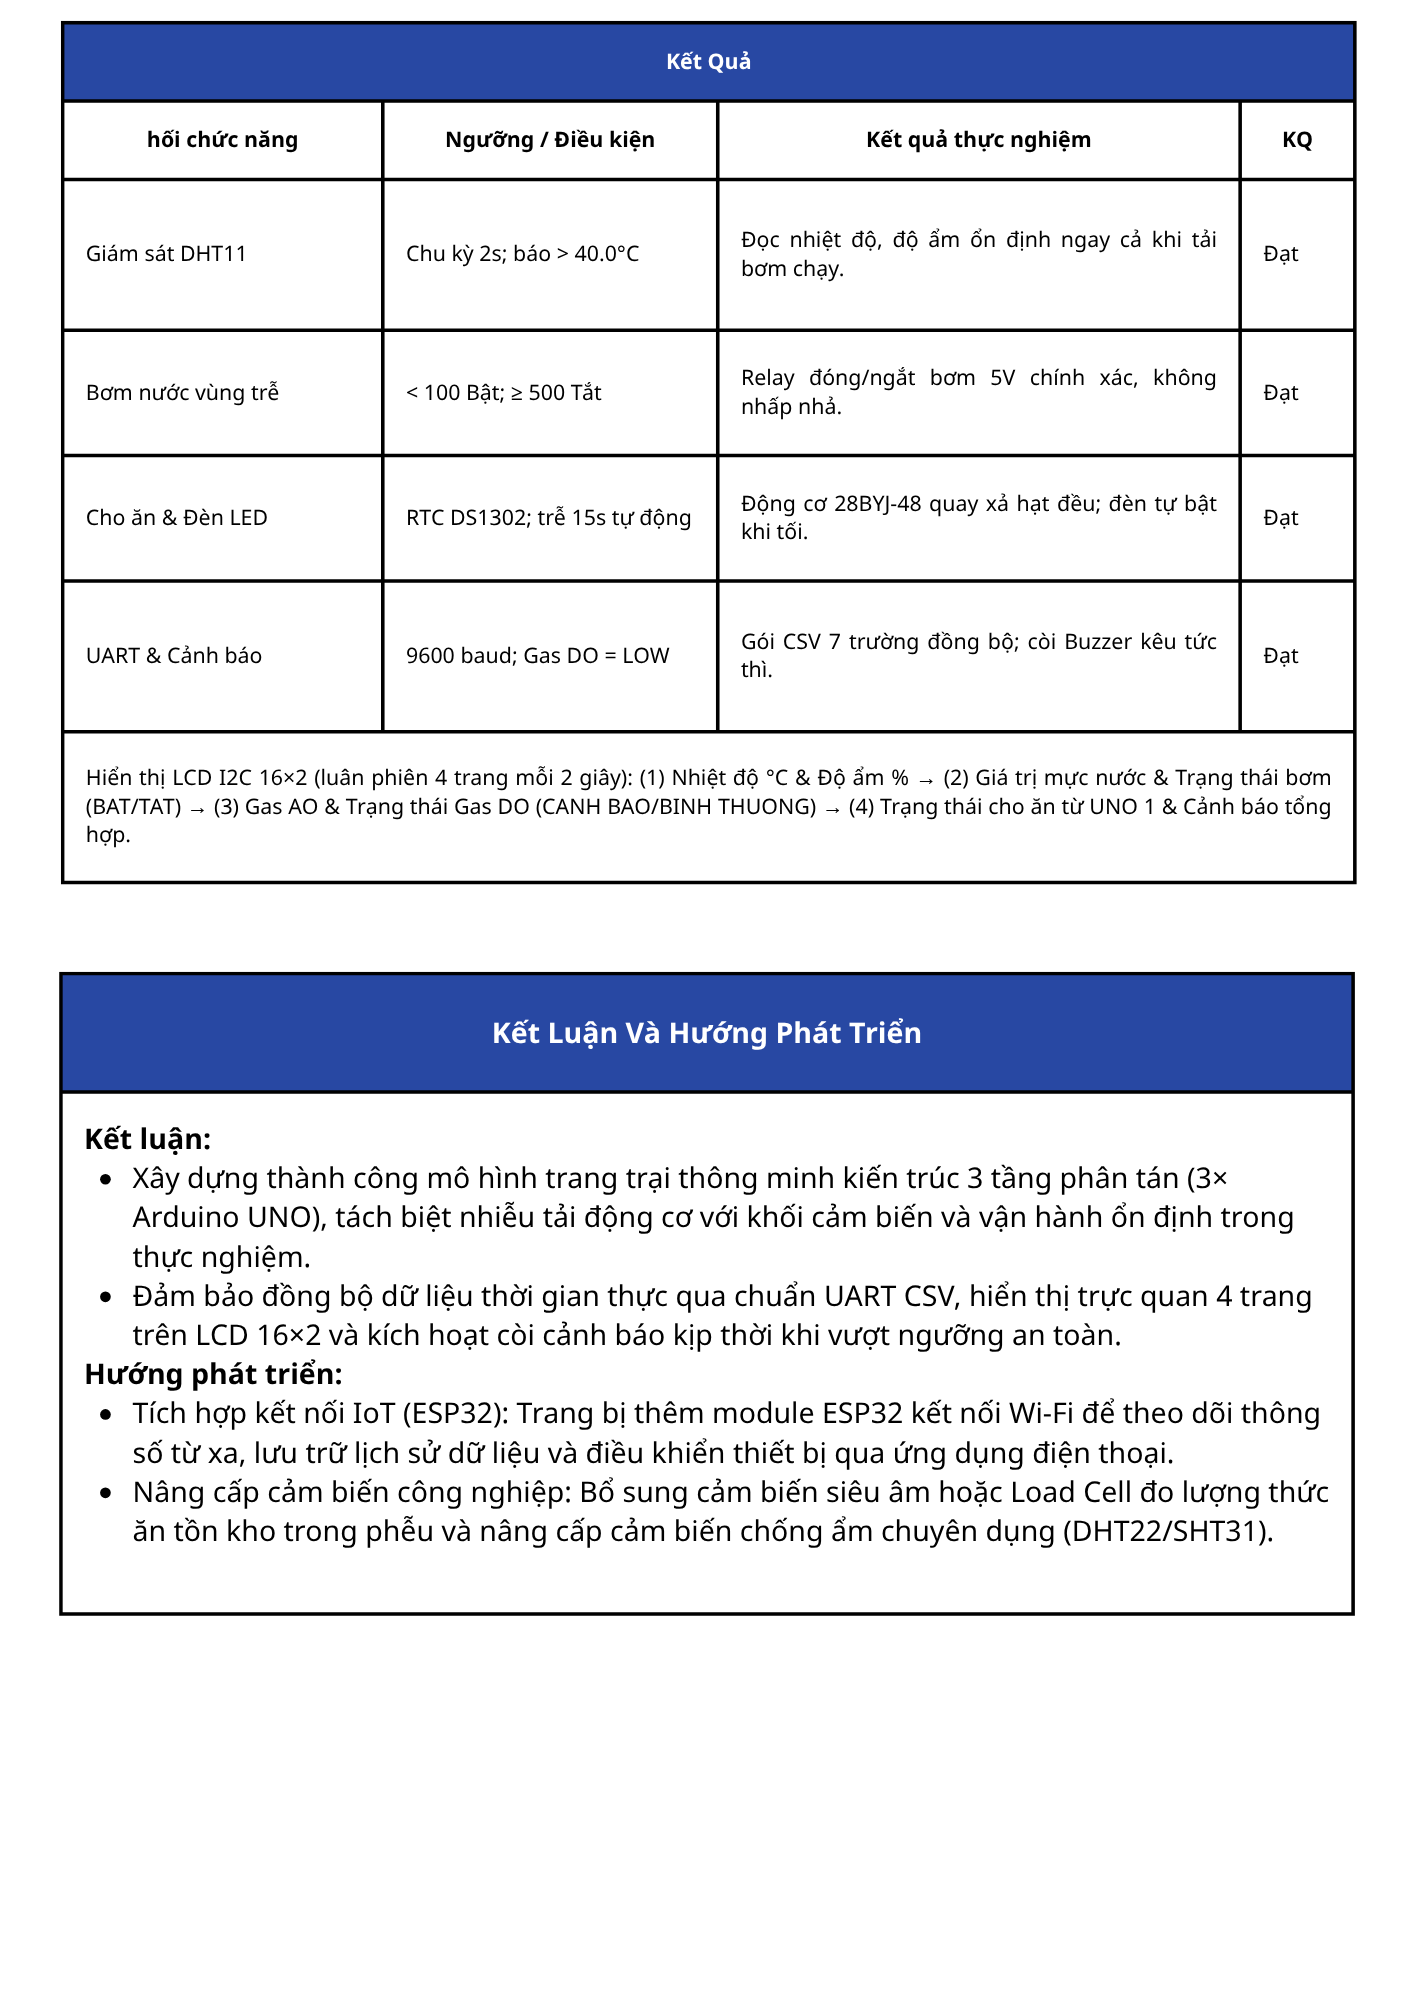 Kết Quả
hối chức năng
Ngưỡng / Điều kiện
Kết quả thực nghiệm
KQ
Giám sát DHT11
Chu kỳ 2s; báo > 40.0°C
Đọc nhiệt độ, độ ẩm ổn định ngay cả khi tải
bơm chạy.
Đạt
Bơm nước vùng trễ
< 100 Bật; ≥ 500 Tắt
Relay đóng/ngắt bơm 5V chính xác, không
nhấp nhả.
Đạt
Cho ăn & Đèn LED
RTC DS1302; trễ 15s tự động
Động cơ 28BYJ-48 quay xả hạt đều; đèn tự bật
khi tối.
Đạt
UART & Cảnh báo
9600 baud; Gas DO = LOW
Gói CSV 7 trường đồng bộ; còi Buzzer kêu tức
thì.
Đạt
Hiển thị LCD I2C 16×2 (luân phiên 4 trang mỗi 2 giây): (1) Nhiệt độ °C & Độ ẩm % → (2) Giá trị mực nước & Trạng thái bơm
(BAT/TAT) → (3) Gas AO & Trạng thái Gas DO (CANH BAO/BINH THUONG) → (4) Trạng thái cho ăn từ UNO 1 & Cảnh báo tổng
hợp.
Kết Luận Và Hướng Phát Triển
Kết luận:
• Xây dựng thành công mô hình trang trại thông minh kiến trúc 3 tầng phân tán (3×
Arduino UNO), tách biệt nhiễu tải động cơ với khối cảm biến và vận hành ổn định trong
thực nghiệm.
• Đảm bảo đồng bộ dữ liệu thời gian thực qua chuẩn UART CSV, hiển thị trực quan 4 trang
trên LCD 16×2 và kích hoạt còi cảnh báo kịp thời khi vượt ngưỡng an toàn.
Hướng phát triển:
• Tích hợp kết nối IoT (ESP32): Trang bị thêm module ESP32 kết nối Wi-Fi để theo dõi thông
số từ xa, lưu trữ lịch sử dữ liệu và điều khiển thiết bị qua ứng dụng điện thoại.
• Nâng cấp cảm biến công nghiệp: Bổ sung cảm biến siêu âm hoặc Load Cell đo lượng thức
ăn tồn kho trong phễu và nâng cấp cảm biến chống ẩm chuyên dụng (DHT22/SHT31).